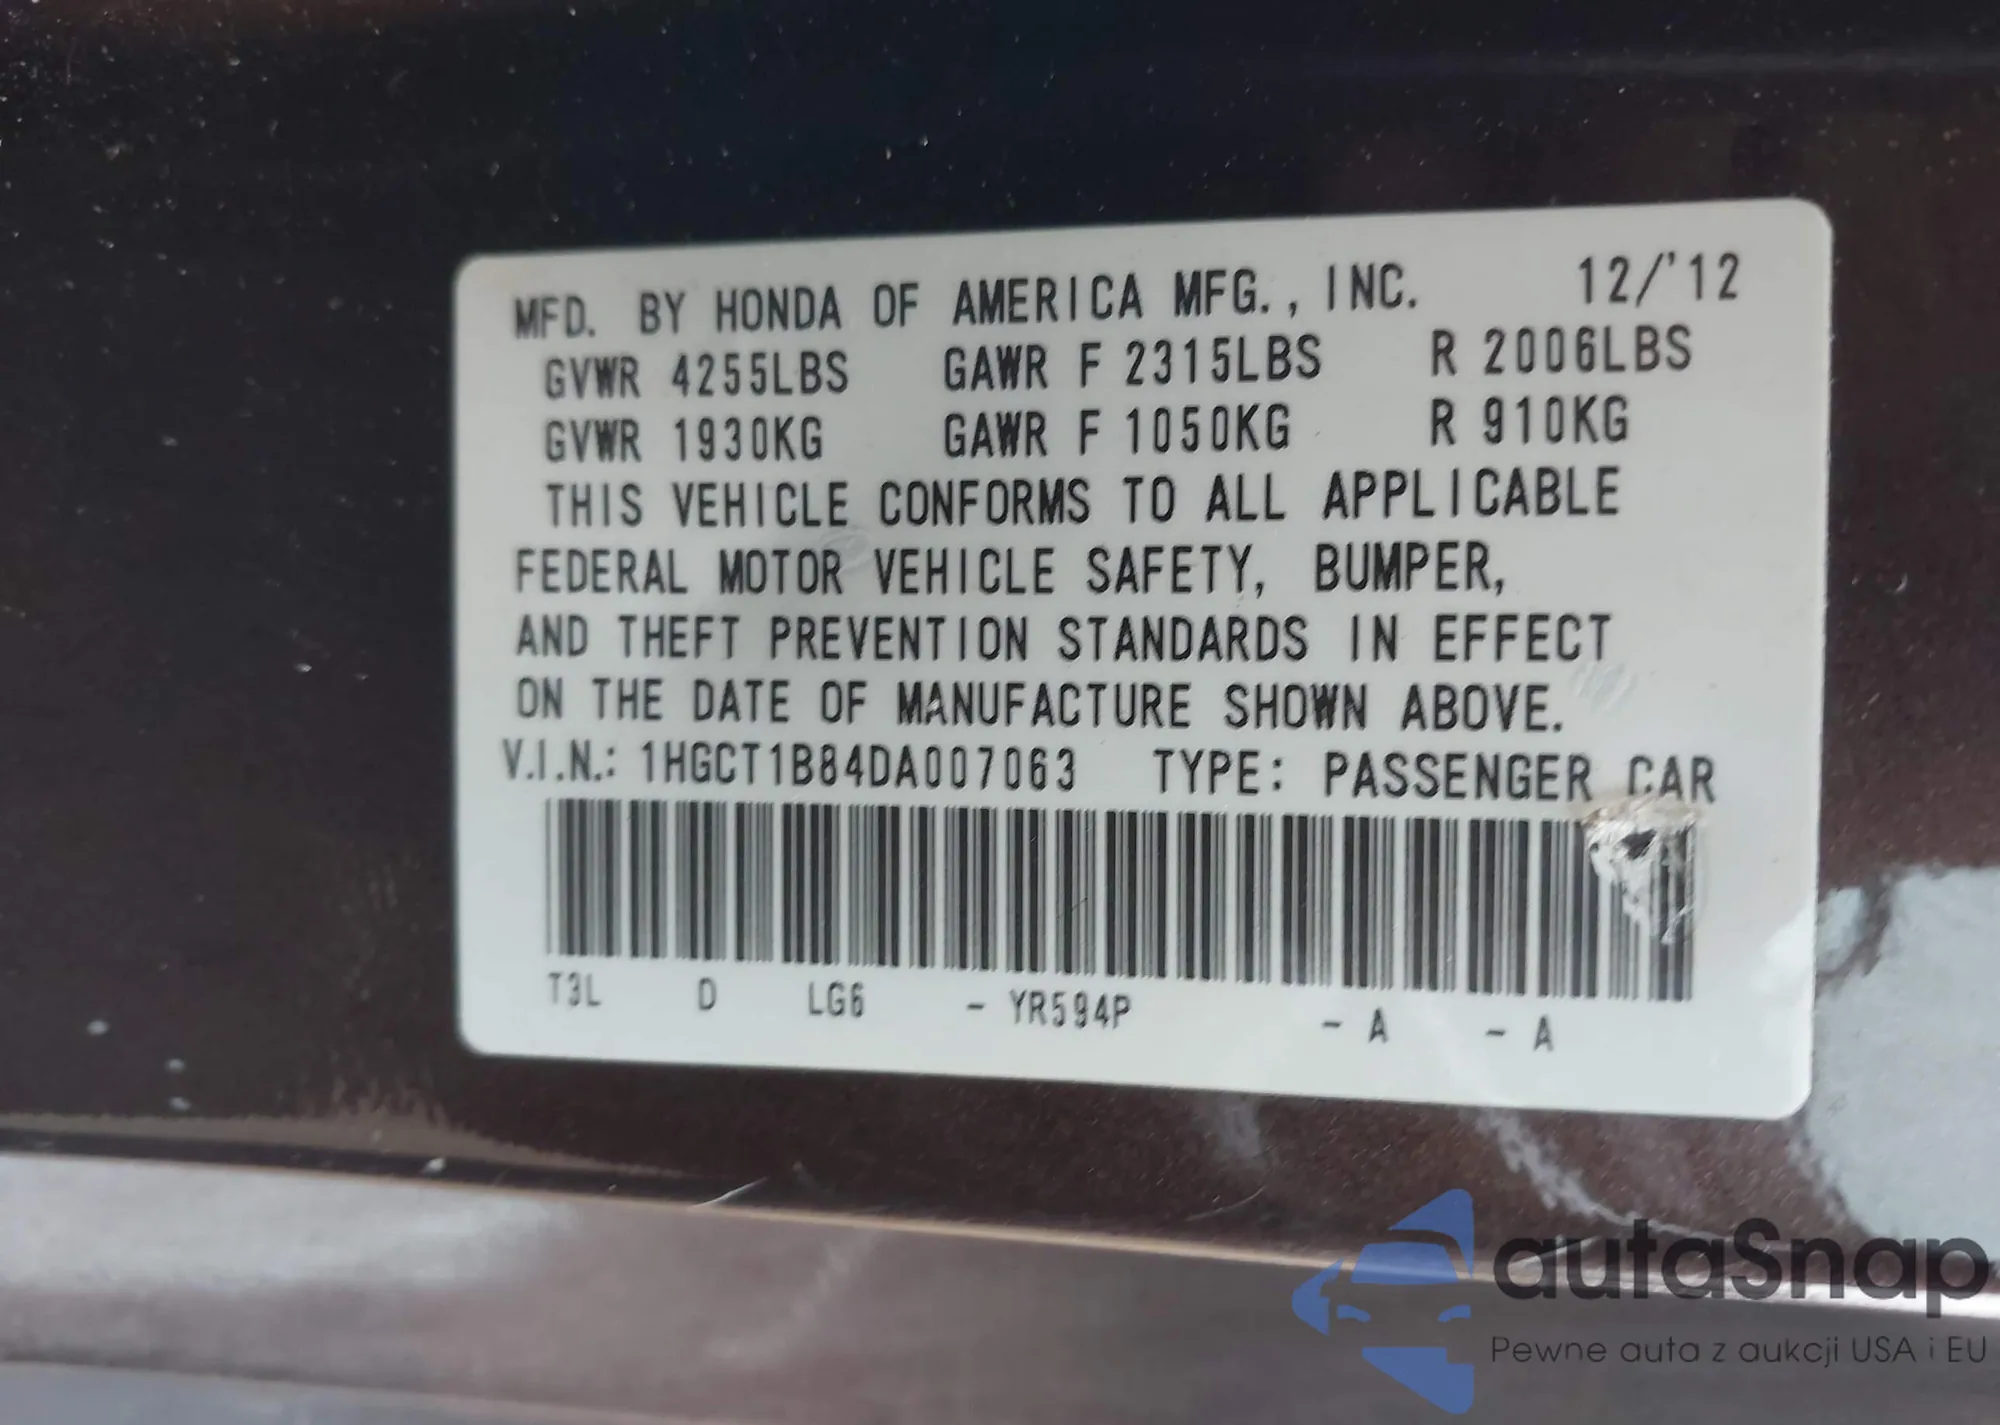 MFD. BY HONDA OF AMERICA MFG., INC. 12/'12
GVWR 4255LBS GAWR F 2315LBS R 2006LBS
GVWR 1930KG GAWR F 1050KG R 910KG
THIS VEHICLE CONFORMS TO ALL APPLICABLE
FEDERAL MOTOR VEHICLE SAFETY, BUMPER,
AND THEFT PREVENTION STANDARDS IN EFFECT
ON THE DATE OF MANUFACTURE SHOWN ABOVE.
V.I.N.: 1HGCT1B84DA007063 TYPE: PASSENGER CAR
T3L D LG6 - YR594P - A - A
autaSnap
Pewne auta z aukcji USA i EU